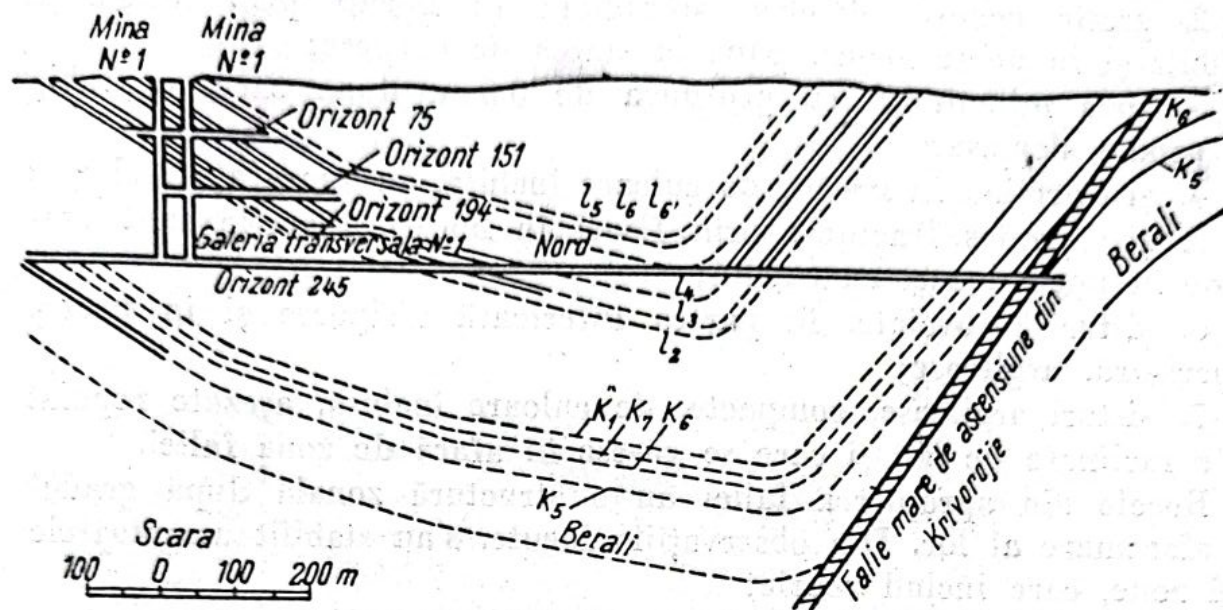 Mina
Nº1
Mina
Nº1
Orizont 75
Orizont 151
Orizont 194
Galeria transversala Nº1
Nord
Orizont 245
l₅ l₆ l₆'
l₄
l₃
l₂
K₁ K₇ K₆
K₅
Berali
K₆
K₅
Berali
Falie mare de ascensiune din
Krivorojie
Scara
100 0 100 200 m